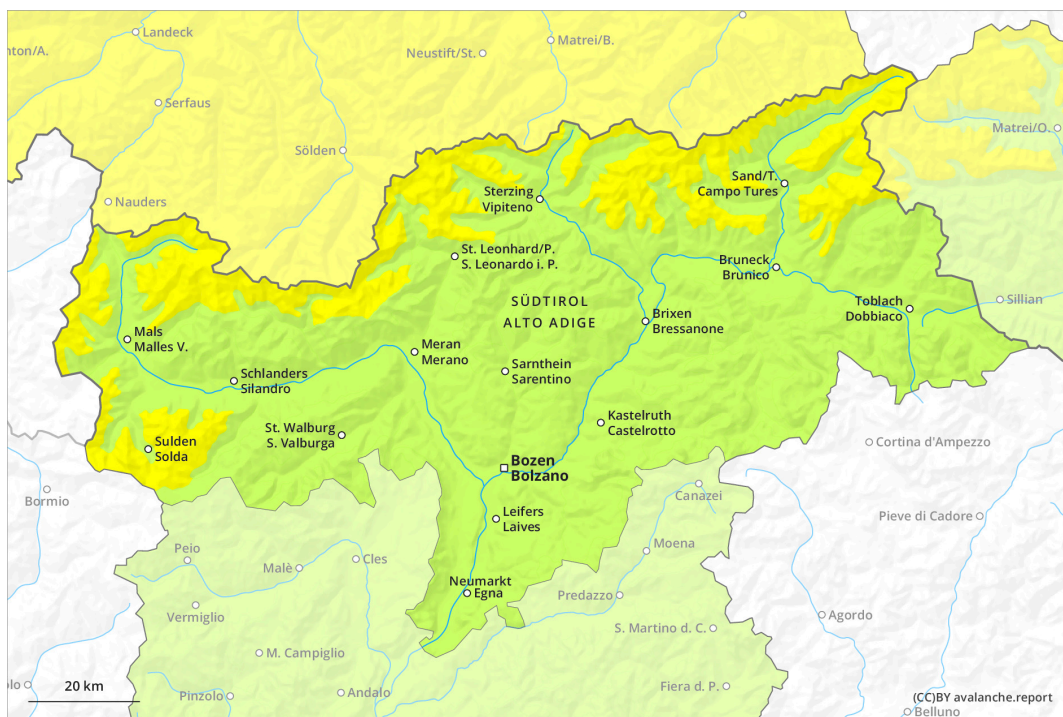 Landeck
Matrei/B.
Neustift/St.
nton/A.
Serfaus
Matrei/O.
Sölden
Sand/T.
Campo Tures
Sterzing
Vipiteno
Nauders
St. Leonhard/P.
S. Leonardo i. P.
Bruneck
Brunico
SÜDTIROL
ALTO ADIGE
Toblach
Dobbiaco
Sillian
Brixen
Bressanone
Mals
Malles V.
Meran
Merano
Sarnthein
Sarentino
Schlanders
Silandro
Kastelruth
Castelrotto
St. Walburg
S. Valburga
Sulden
Solda
Cortina d'Ampezzo
Bozen
Bolzano
Bormio
Canazei
Leifers
Laives
Pieve di Cadore
Peio
Moena
Cles
Malè
Neumarkt
Egna
Predazzo
Vermiglio
Agordo
S. Martino d. C.
M. Campiglio
olo
20 km
Pinzolo
Andalo
Fiera d. P.
(CC)BY avalanche.report
Belluno